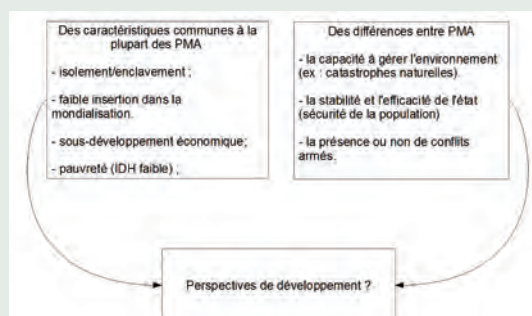 Des caractéristiques communes à la
plupart des PMA
- isolement/enclavement ;
- faible insertion dans la
mondialisation.
- sous-développement économique;
- pauvreté (IDH faible) ;
Des différences entre PMA
- la capacité à gérer l'environnement
(ex : catastrophes naturelles).
- la stabilité et l'efficacité de l'état
(sécurité de la population)
- la présence ou non de conflits
armés.
Perspectives de développement ?